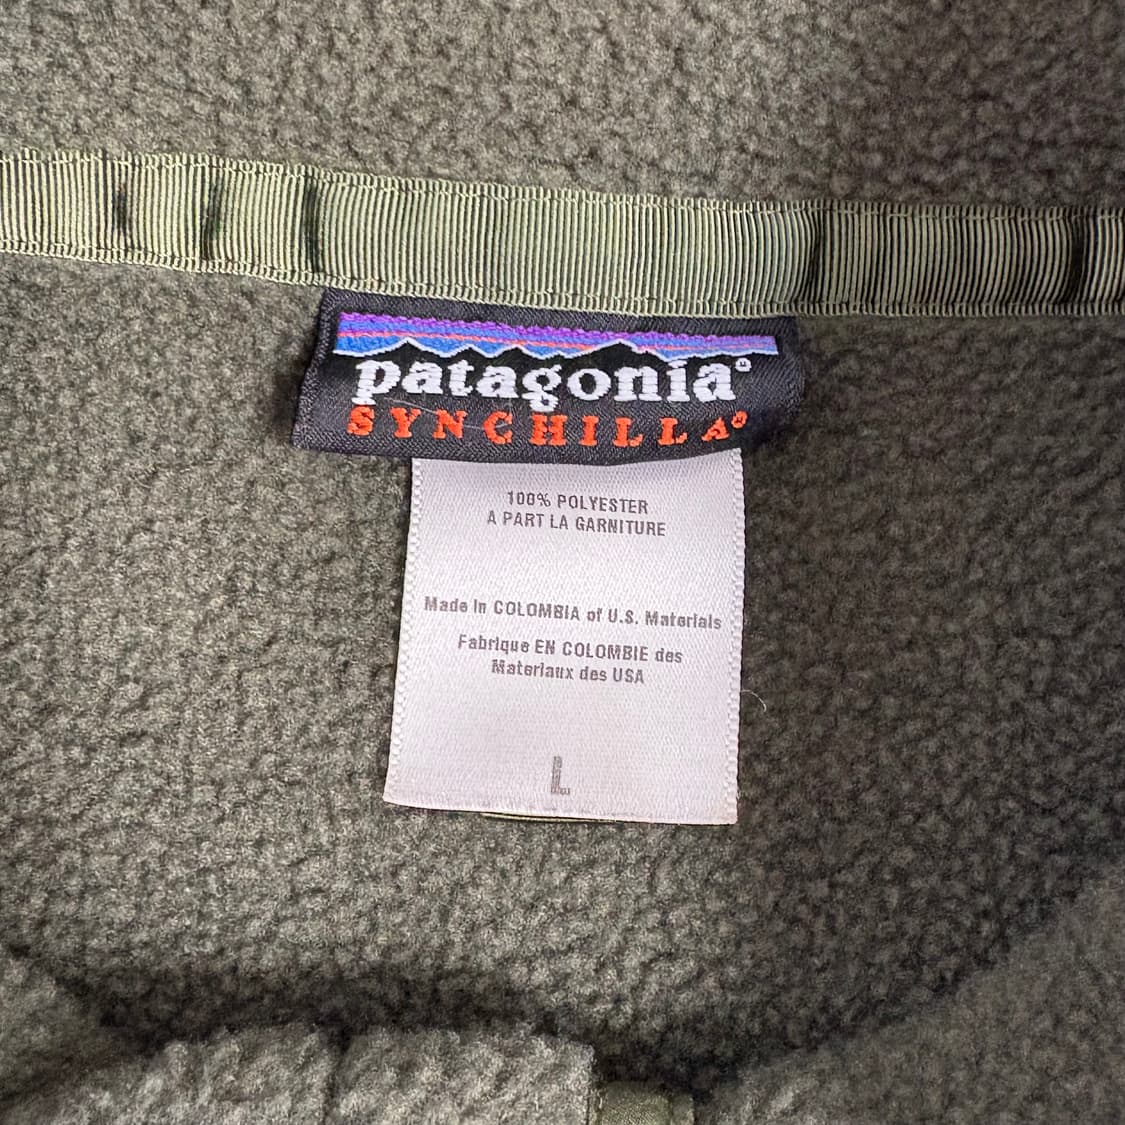 patagonia®
SYNCHILLA®
100% POLYESTER
A PART LA GARNITURE
Made in COLOMBIA of U.S. Materials
Fabrique EN COLOMBIE des
Materiaux des USA
L